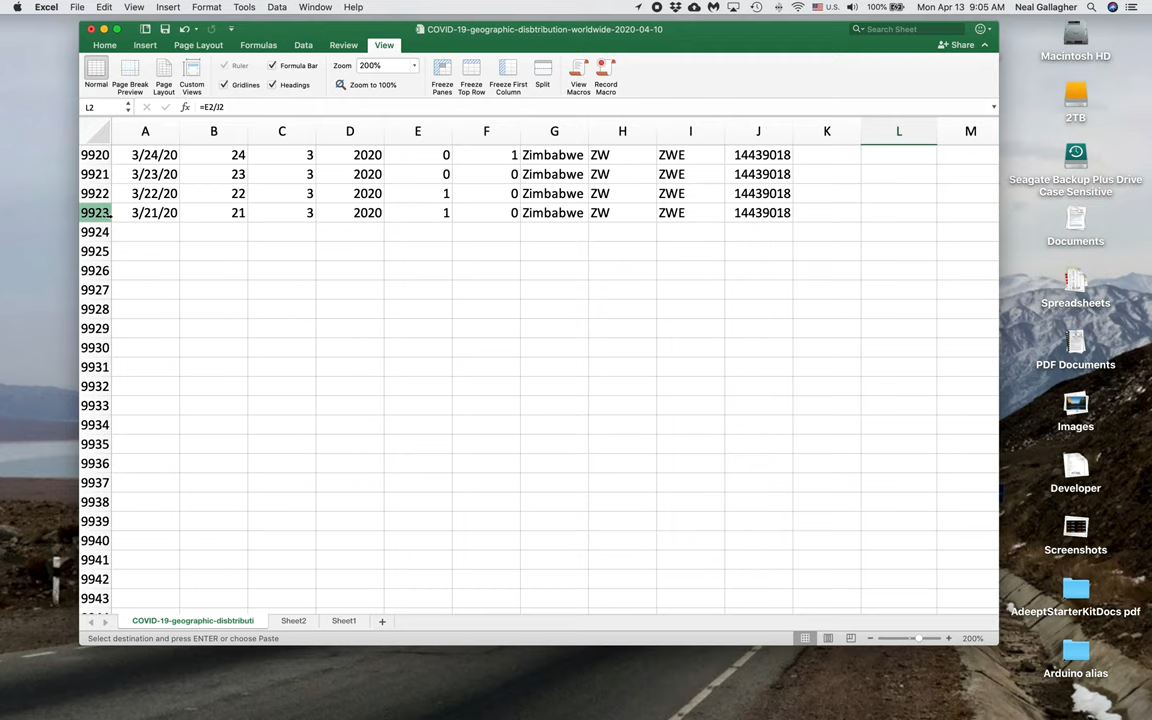 Excel File Edit View Insert Format Tools Data Window Help U.S. 100% Mon Apr 13 9:05 AM Neal Gallagher
COVID-19-geographic-disbtribution-worldwide-2020-04-10
Search Sheet
Home Insert Page Layout Formulas Data Review View
Share
Normal
Page Break Preview
Page Layout
Custom Views
Ruler
Formula Bar
Gridlines
Headings
Zoom 200%
Zoom to 100%
Freeze Panes
Freeze Top Row
Freeze First Column
Split
View Macros
Record Macro
L2 fx =E2/J2
A B C D E F G H I J K L M
9920 3/24/20 24 3 2020 0 1 Zimbabwe ZW ZWE 14439018
9921 3/23/20 23 3 2020 0 0 Zimbabwe ZW ZWE 14439018
9922 3/22/20 22 3 2020 1 0 Zimbabwe ZW ZWE 14439018
9923 3/21/20 21 3 2020 1 0 Zimbabwe ZW ZWE 14439018
9924
9925
9926
9927
9928
9929
9930
9931
9932
9933
9934
9935
9936
9937
9938
9939
9940
9941
9942
9943
COVID-19-geographic-disbtributi Sheet2 Sheet1
Select destination and press ENTER or choose Paste
200%
Macintosh HD
2TB
Seagate Backup Plus Drive
Case Sensitive
Documents
Spreadsheets
PDF Documents
Images
Developer
Screenshots
AdeeptStarterKitDocs pdf
Arduino alias